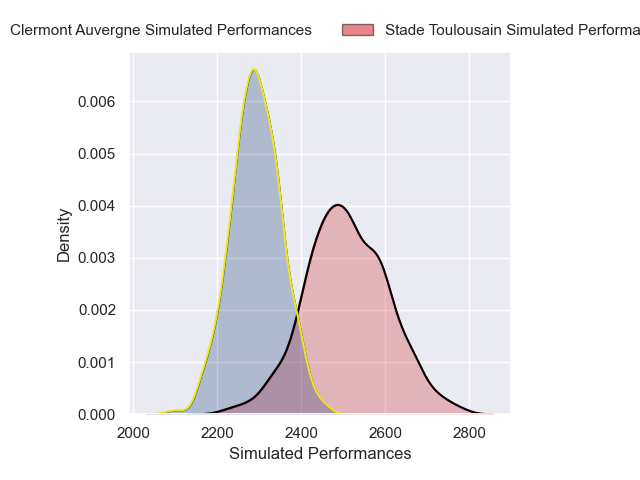 Clermont Auvergne Simulated Performances
Stade Toulousain Simulated Performa
0.006
0.005
0.004
0.003
0.002
0.001
0.000
Density
2000 2200 2400 2600 2800
Simulated Performances